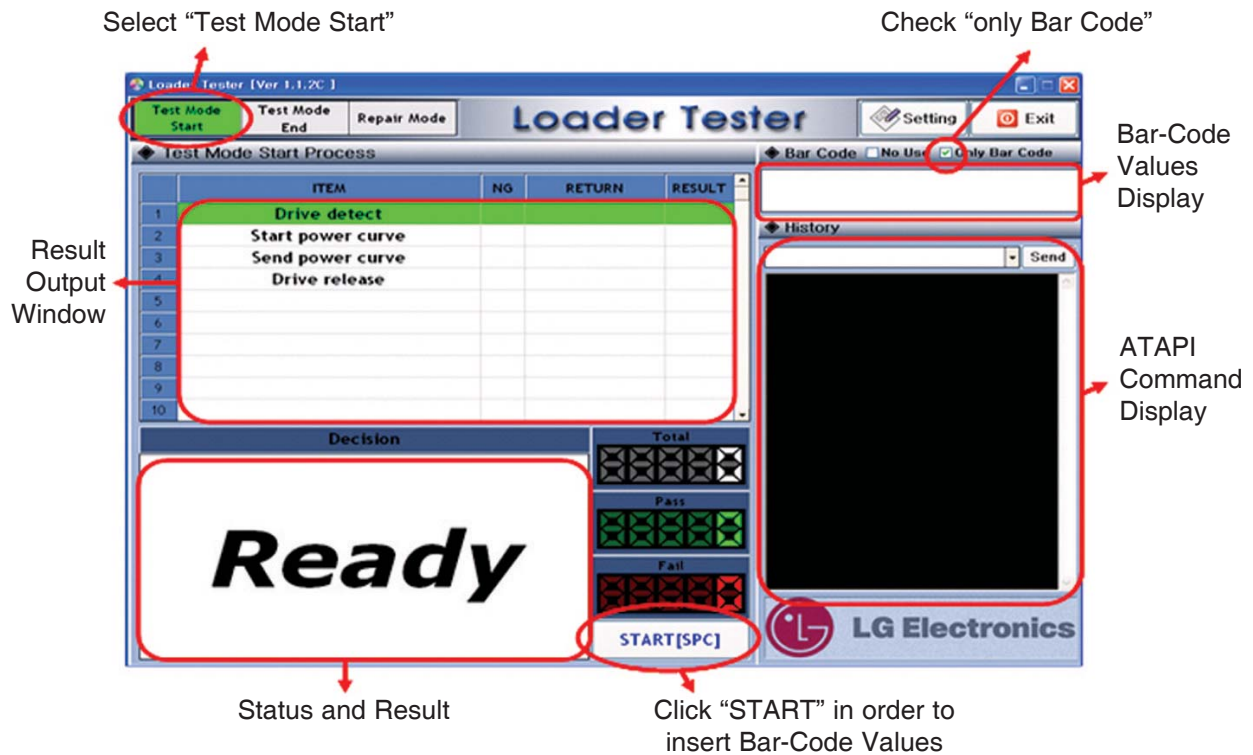 Select “Test Mode Start”
Check “only Bar Code”
Loader Tester [Ver 1.1.2C ]
Test Mode
Start
Test Mode
End
Repair Mode
Loader Tester
Setting
Exit
Test Mode Start Process
Bar Code
No Use
Only Bar Code
Bar-Code
Values
Display
ITEM
NG
RETURN
RESULT
1
Drive detect
2
Start power curve
3
Send power curve
4
Drive release
5
6
7
8
9
10
Result
Output
Window
History
Send
ATAPI
Command
Display
Decision
Ready
Total
Pass
Fail
START[SPC]
LG Electronics
Status and Result
Click “START” in order to
insert Bar-Code Values